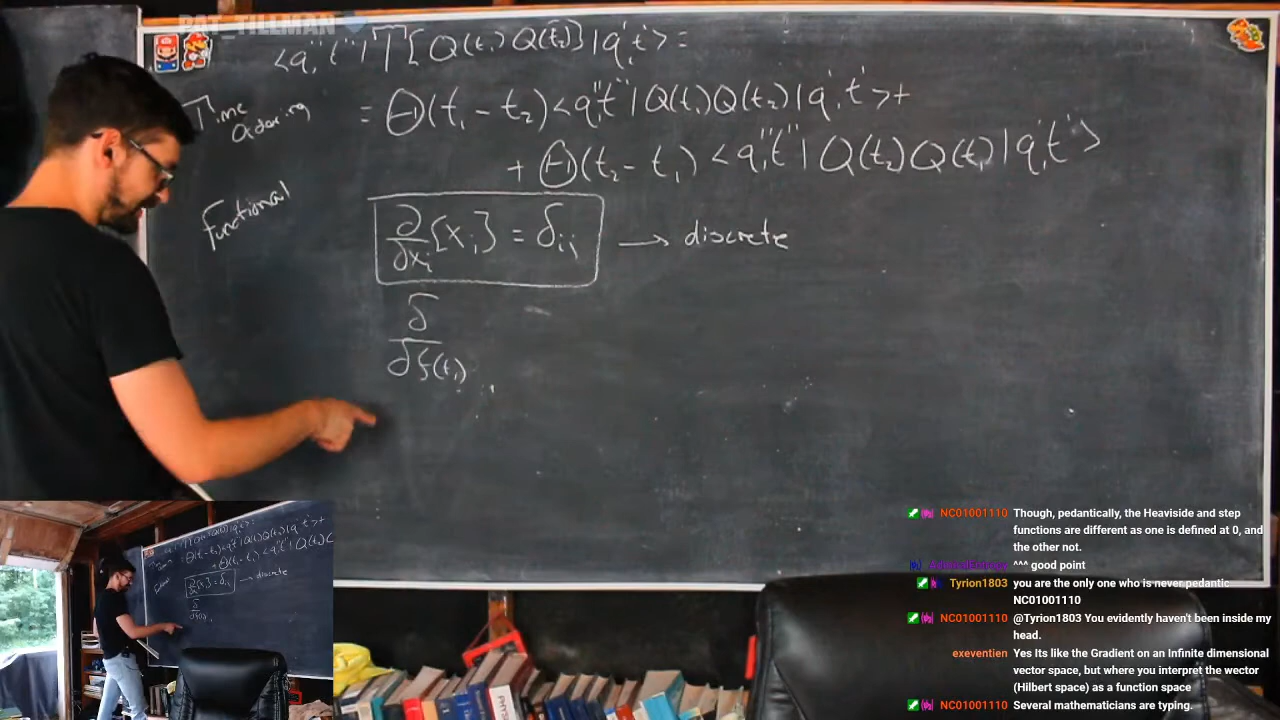 PAT_TILLMAN
<q,"t"|T[Q(t₁)Q(t₂)]|q,'t'> =
Time Ordering
= Θ(t₁-t₂)<q,"t"|Q(t₁)Q(t₂)|q,'t'>+
+ Θ(t₂-t₁)<q,"t"|Q(t₂)Q(t₁)|q,'t'>
Functional
∂/∂xᵢ[xⱼ] = δᵢⱼ → discrete
δ
δf(t₁)
NC01001110 Though, pedantically, the Heaviside and step
functions are different as one is defined at 0, and
the other not.
^^^ good point
Tyrion1803 you are the only one who is never pedantic
NC01001110
NC01001110 @Tyrion1803 You evidently haven't been inside my
head.
exeventien Yes Its like the Gradient on an Infinite dimensional
vector space, but where you interpret the wector
(Hilbert space) as a function space
NC01001110 Several mathematicians are typing.